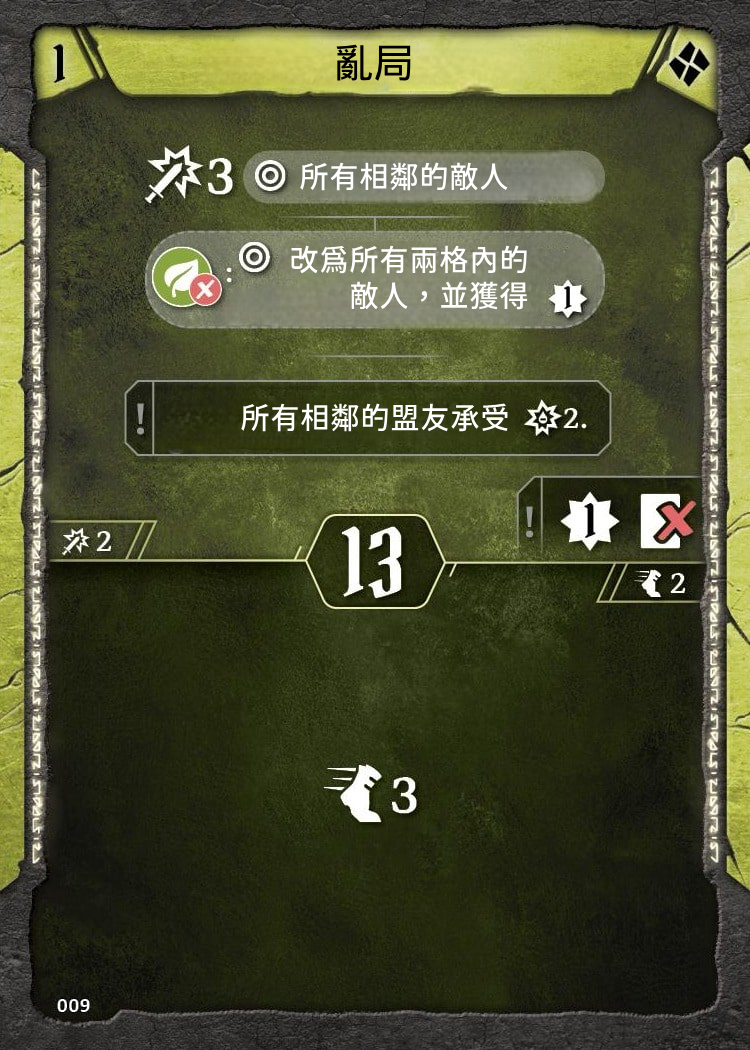 1
亂局
3 所有相鄰的敵人
: 改爲所有兩格內的
敵人，並獲得 1
! 所有相鄰的盟友承受 2.
! 1
2
13
2
3
009